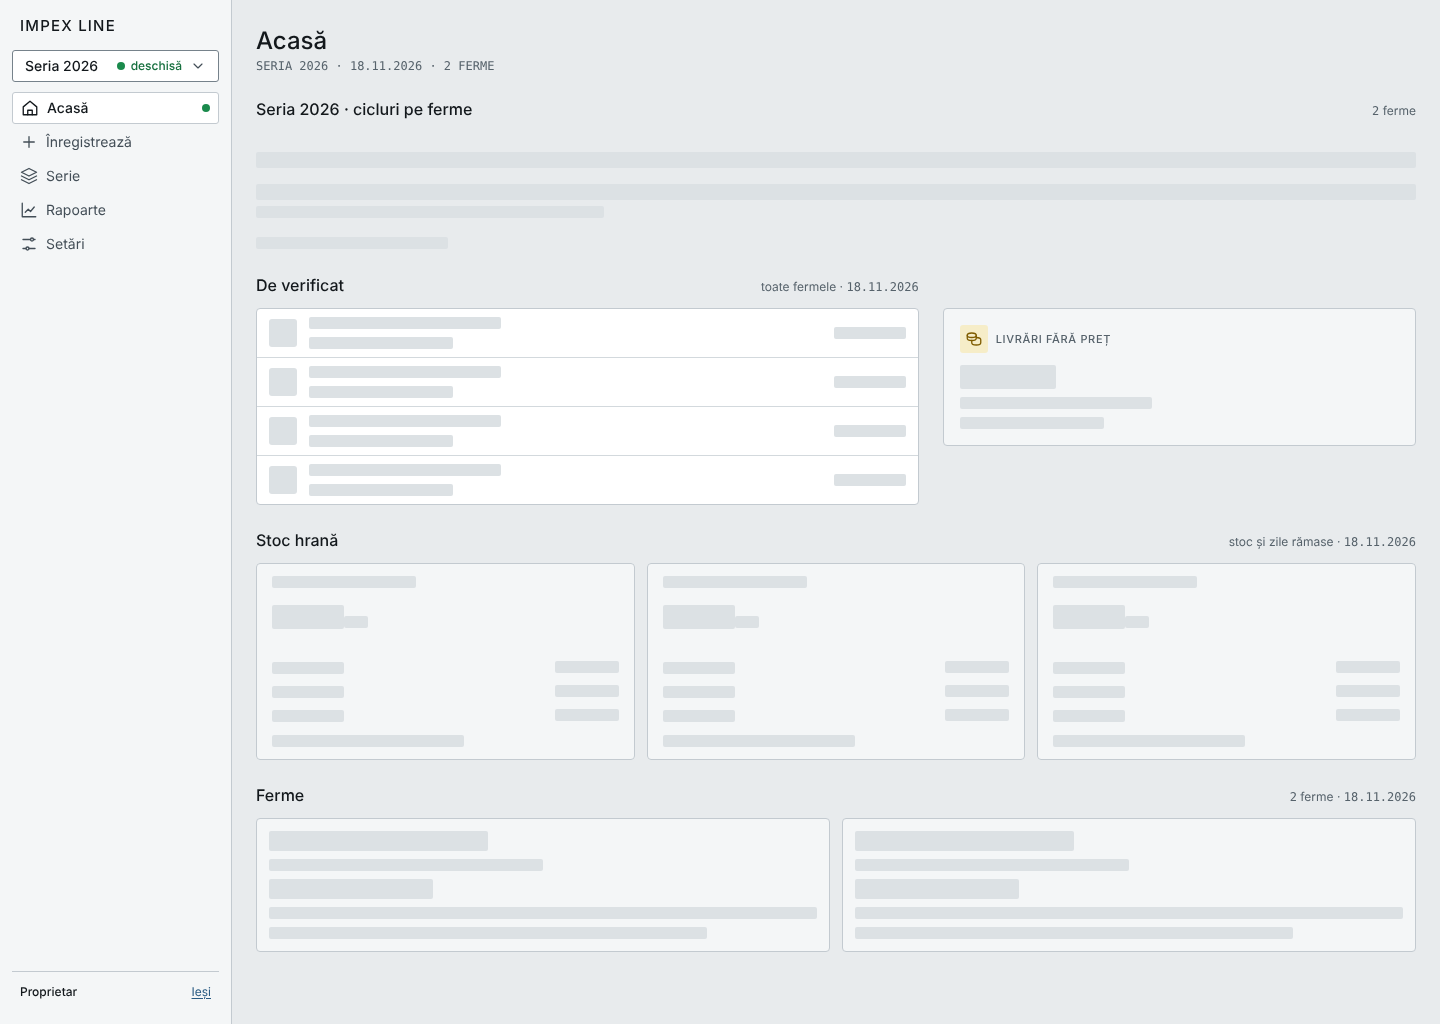 IMPEX LINE
Seria 2026 deschisă
Acasă
Înregistrează
Serie
Rapoarte
Setări
Proprietar Ieși
Acasă
SERIA 2026 · 18.11.2026 · 2 FERME
Seria 2026 · cicluri pe ferme 2 ferme
De verificat toate fermele · 18.11.2026
LIVRĂRI FĂRĂ PREȚ
Stoc hrană stoc și zile rămase · 18.11.2026
Ferme 2 ferme · 18.11.2026